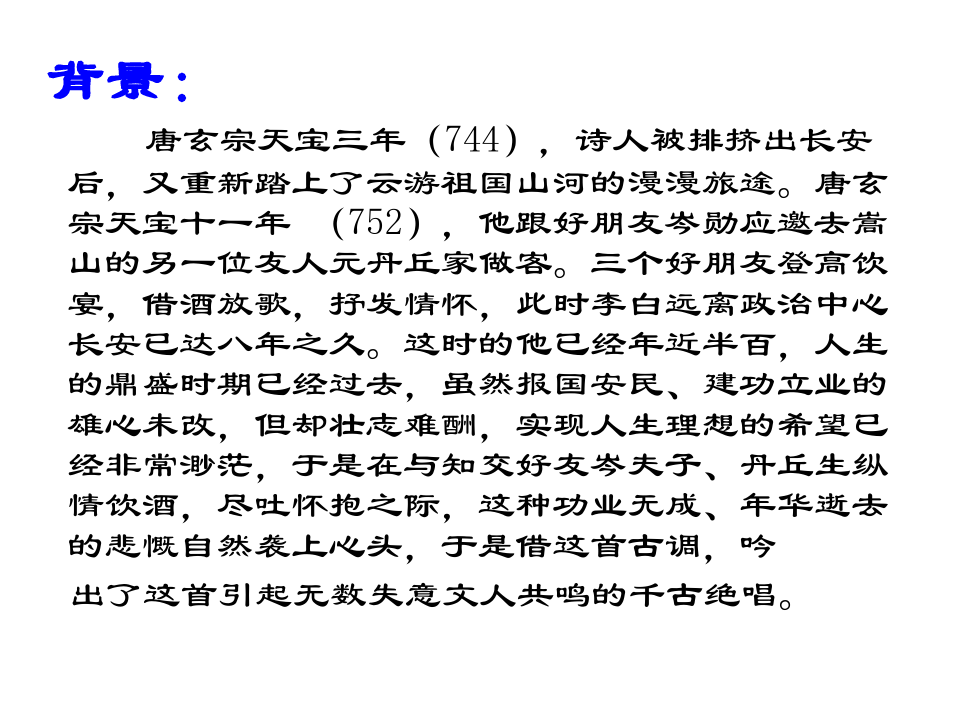 背景：
唐玄宗天宝三年（744），诗人被排挤出长安
后，又重新踏上了云游祖国山河的漫漫旅途。唐玄
宗天宝十一年 （752），他跟好朋友岑勋应邀去嵩
山的另一位友人元丹丘家做客。三个好朋友登高饮
宴，借酒放歌，抒发情怀，此时李白远离政治中心
长安已达八年之久。这时的他已经年近半百，人生
的鼎盛时期已经过去，虽然报国安民、建功立业的
雄心未改，但却壮志难酬，实现人生理想的希望已
经非常渺茫，于是在与知交好友岑夫子、丹丘生纵
情饮酒，尽吐怀抱之际，这种功业无成、年华逝去
的悲慨自然袭上心头，于是借这首古调，吟
出了这首引起无数失意文人共鸣的千古绝唱。